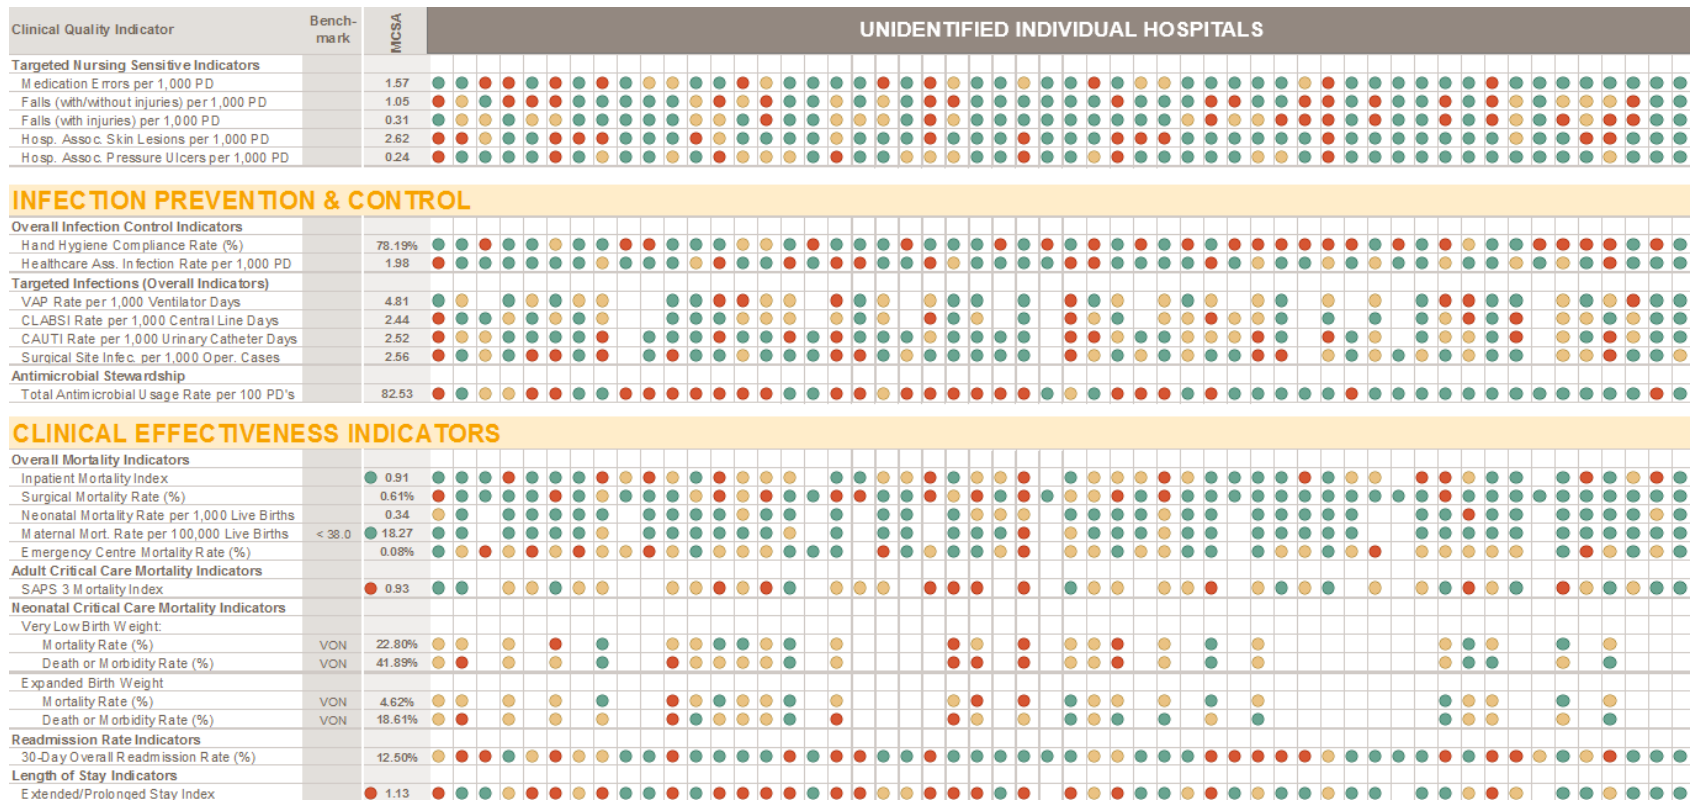 Clinical Quality Indicator Bench-mark MCSA UNIDENTIFIED INDIVIDUAL HOSPITALS
Targeted Nursing Sensitive Indicators
Medication Errors per 1,000 PD 1.57
Falls (with/without injuries) per 1,000 PD 1.05
Falls (with injuries) per 1,000 PD 0.31
Hosp. Assoc. Skin Lesions per 1,000 PD 2.62
Hosp. Assoc. Pressure Ulcers per 1,000 PD 0.24
INFECTION PREVENTION & CONTROL
Overall Infection Control Indicators
Hand Hygiene Compliance Rate (%) 78.19%
Healthcare Ass. Infection Rate per 1,000 PD 1.98
Targeted Infections (Overall Indicators)
VAP Rate per 1,000 Ventilator Days 4.81
CLABSI Rate per 1,000 Central Line Days 2.44
CAUTI Rate per 1,000 Urinary Catheter Days 2.52
Surgical Site Infec. per 1,000 Oper. Cases 2.56
Antimicrobial Stewardship
Total Antimicrobial Usage Rate per 100 PD's 82.53
CLINICAL EFFECTIVENESS INDICATORS
Overall Mortality Indicators
Inpatient Mortality Index 0.91
Surgical Mortality Rate (%) 0.61%
Neonatal Mortality Rate per 1,000 Live Births 0.34
Maternal Mort. Rate per 100,000 Live Births < 38.0 18.27
Emergency Centre Mortality Rate (%) 0.08%
Adult Critical Care Mortality Indicators
SAPS 3 Mortality Index 0.93
Neonatal Critical Care Mortality Indicators
Very Low Birth Weight:
Mortality Rate (%) VON 22.80%
Death or Morbidity Rate (%) VON 41.89%
Expanded Birth Weight
Mortality Rate (%) VON 4.62%
Death or Morbidity Rate (%) VON 18.61%
Readmission Rate Indicators
30-Day Overall Readmission Rate (%) 12.50%
Length of Stay Indicators
Extended/Prolonged Stay Index 1.13